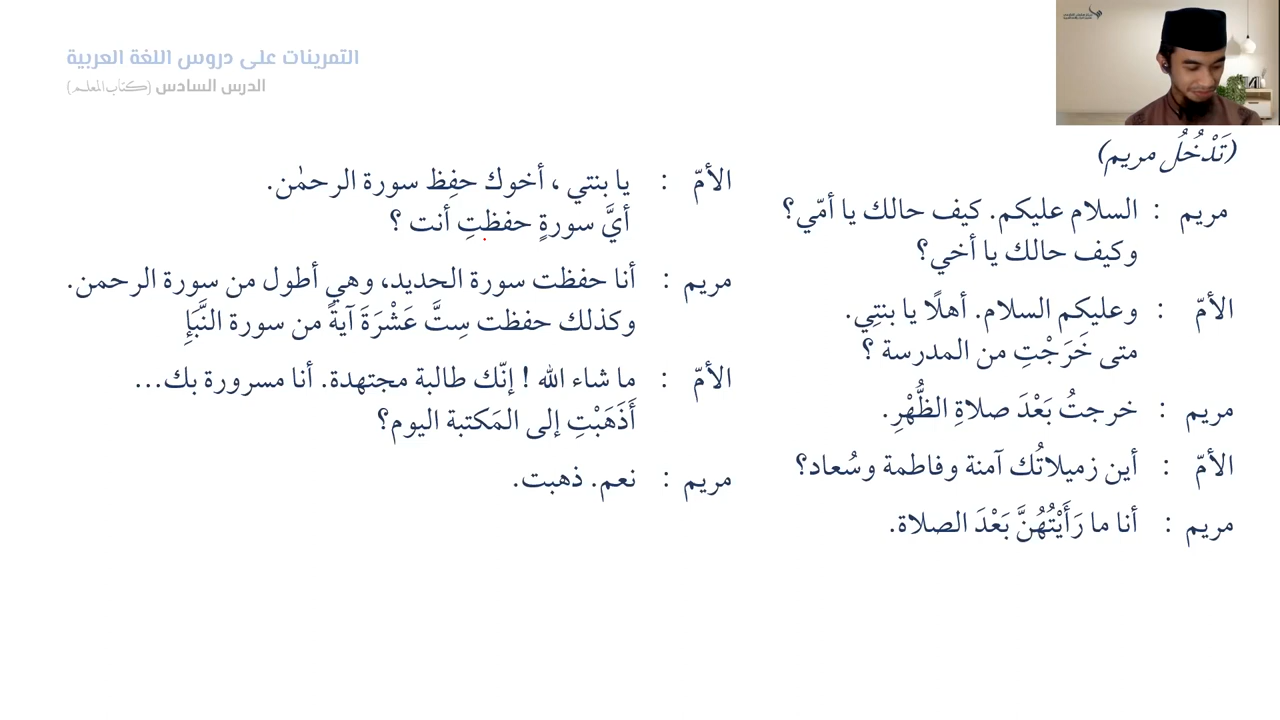 التمرينات على دروس اللغة العربية
الدرس السادس (كتاب المعلم)
(تَدْخُلُ مريم)
مريم : السلام عليكم. كيف حالك يا أمّي؟
وكيف حالك يا أخي؟
الأمّ : وعليكم السلام. أهلًا يا بنتِي.
متى خَرَجْتِ من المدرسة ؟
مريم : خرجتُ بَعْدَ صلاةِ الظُّهْرِ.
الأمّ : أين زميلاتُك آمنة وفاطمة وسُعاد؟
مريم : أنا ما رَأَيْتُهُنَّ بَعْدَ الصلاة.
الأمّ : يا بنتي ، أخوك حفِظ سورة الرحمٰن.
أيَّ سورةٍ حفظتِ أنت ؟
مريم : أنا حفظت سورة الحديد، وهي أطول من سورة الرحمن.
وكذلك حفظت سِتَّ عَشْرَةَ آيةً من سورة النَّبَإِ
الأمّ : ما شاء الله ! إنّك طالبة مجتهدة. أنا مسرورة بك...
أَذَهَبْتِ إلى المَكتبة اليوم؟
مريم : نعم. ذهبت.